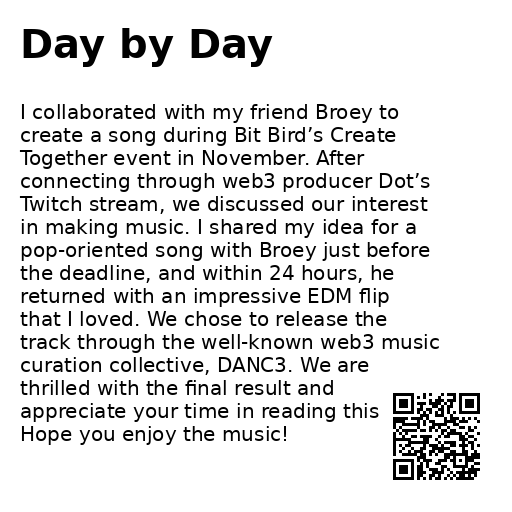 Day by Day
I collaborated with my friend Broey to
create a song during Bit Bird’s Create
Together event in November. After
connecting through web3 producer Dot’s
Twitch stream, we discussed our interest
in making music. I shared my idea for a
pop-oriented song with Broey just before
the deadline, and within 24 hours, he
returned with an impressive EDM flip
that I loved. We chose to release the
track through the well-known web3 music
curation collective, DANC3. We are
thrilled with the final result and
appreciate your time in reading this
Hope you enjoy the music!